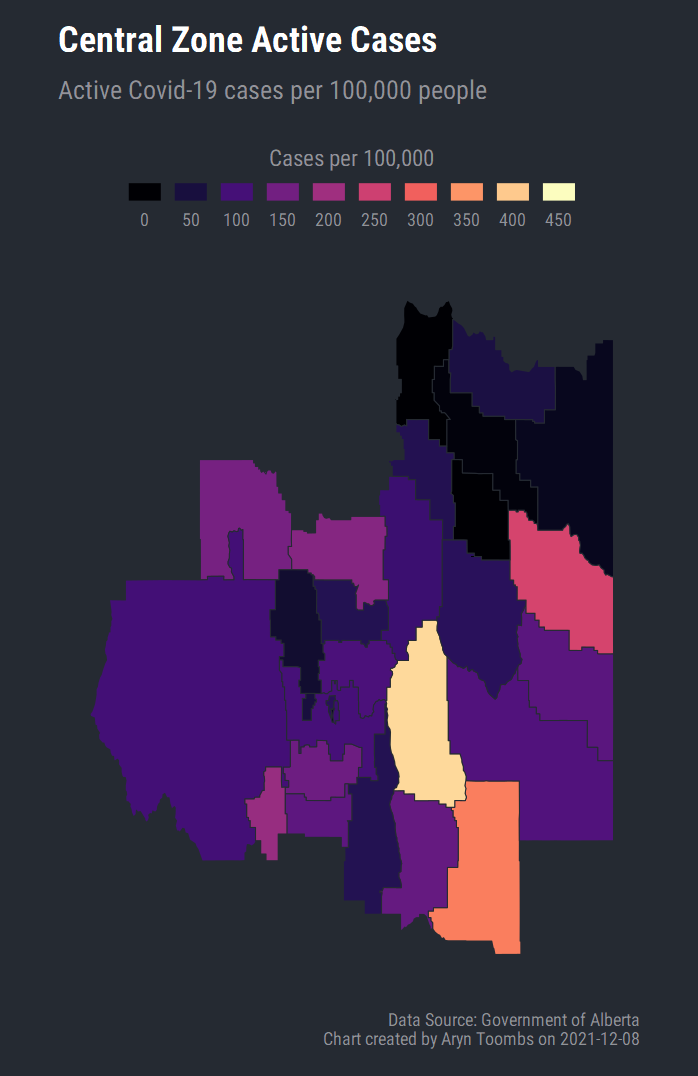 Central Zone Active Cases
Active Covid-19 cases per 100,000 people
Cases per 100,000
0 50 100 150 200 250 300 350 400 450
Data Source: Government of Alberta
Chart created by Aryn Toombs on 2021-12-08